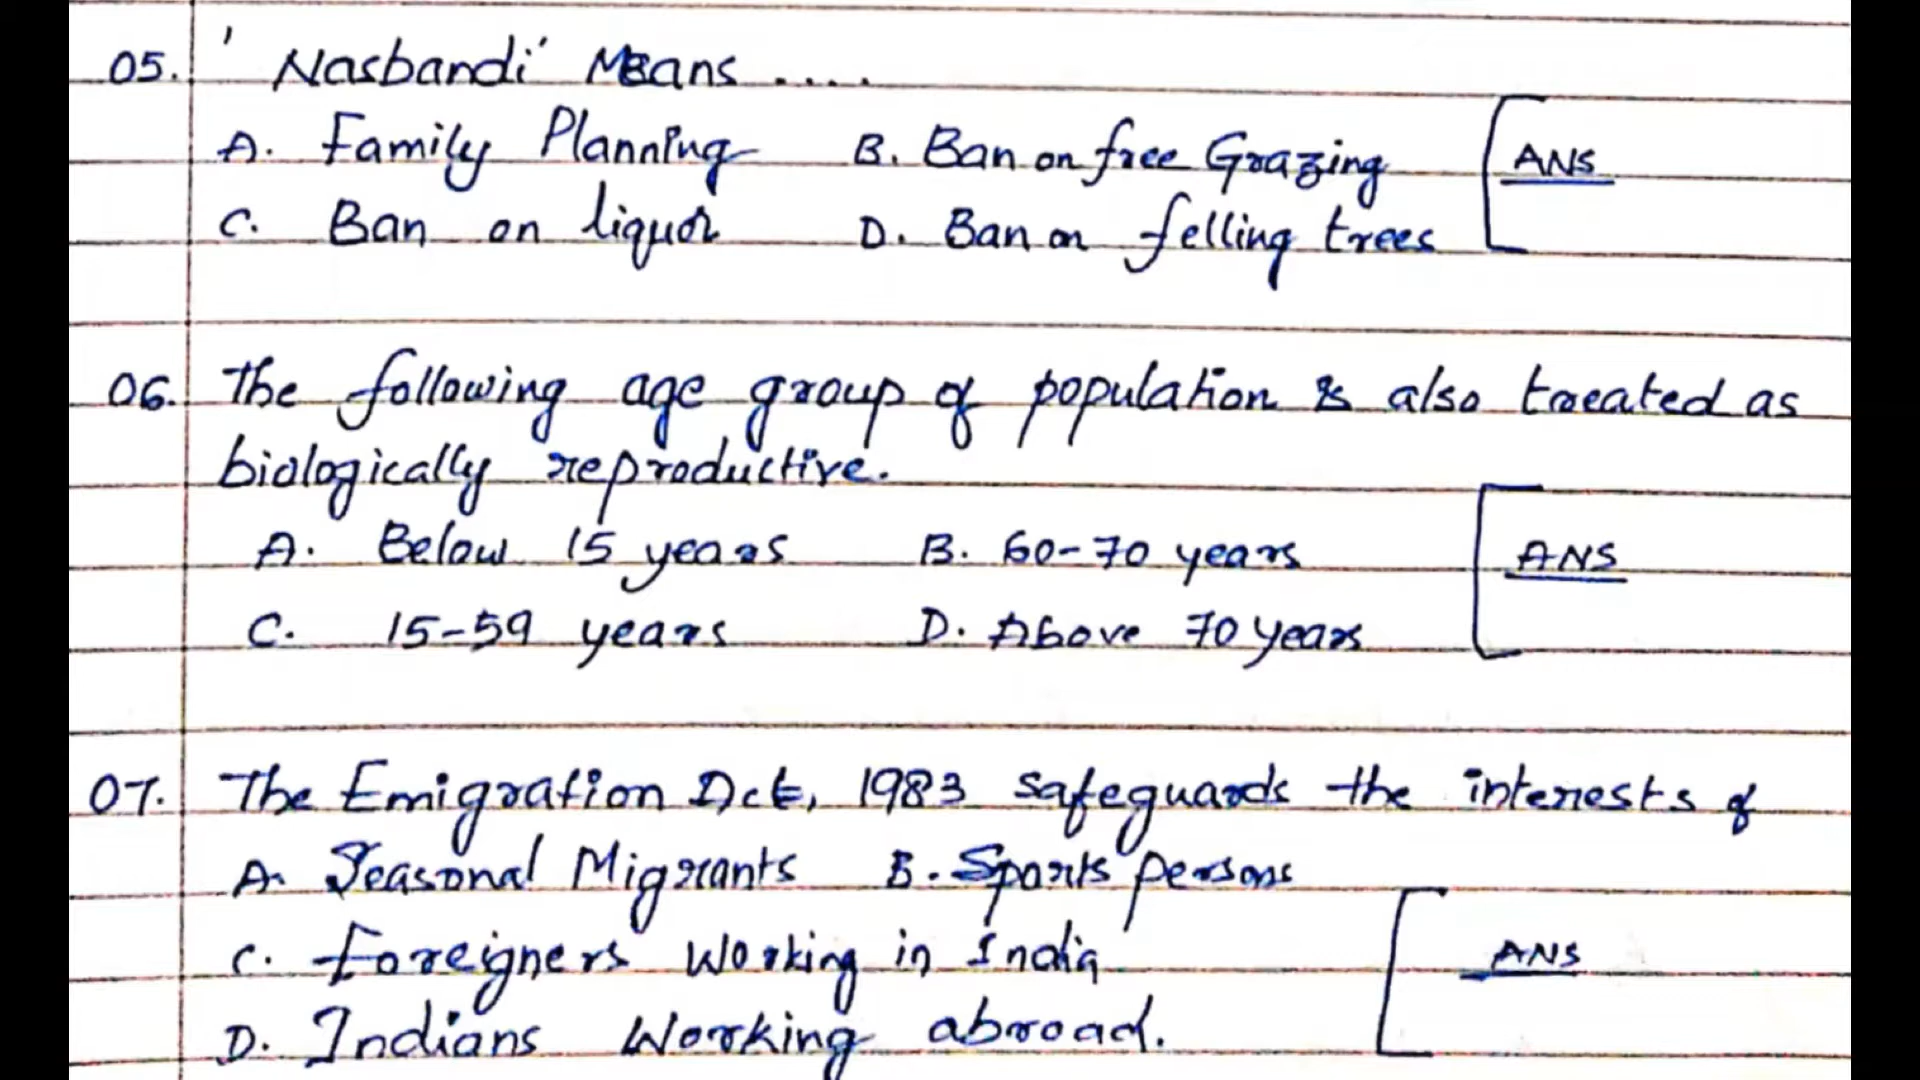 05. 'Nasbandi' Means ....
A. Family Planning B. Ban on free Grazing ANS
C. Ban on liquor D. Ban on felling trees
06. The following age group of population is also treated as
biologically reproductive.
A. Below 15 years B. 60-70 years ANS
C. 15-59 years D. Above 70 years
07. The Emigration Act, 1983 safeguards the interests of
A. Seasonal Migrants B. Sports persons
C. Foreigners Working in India ANS
D. Indians Working abroad.